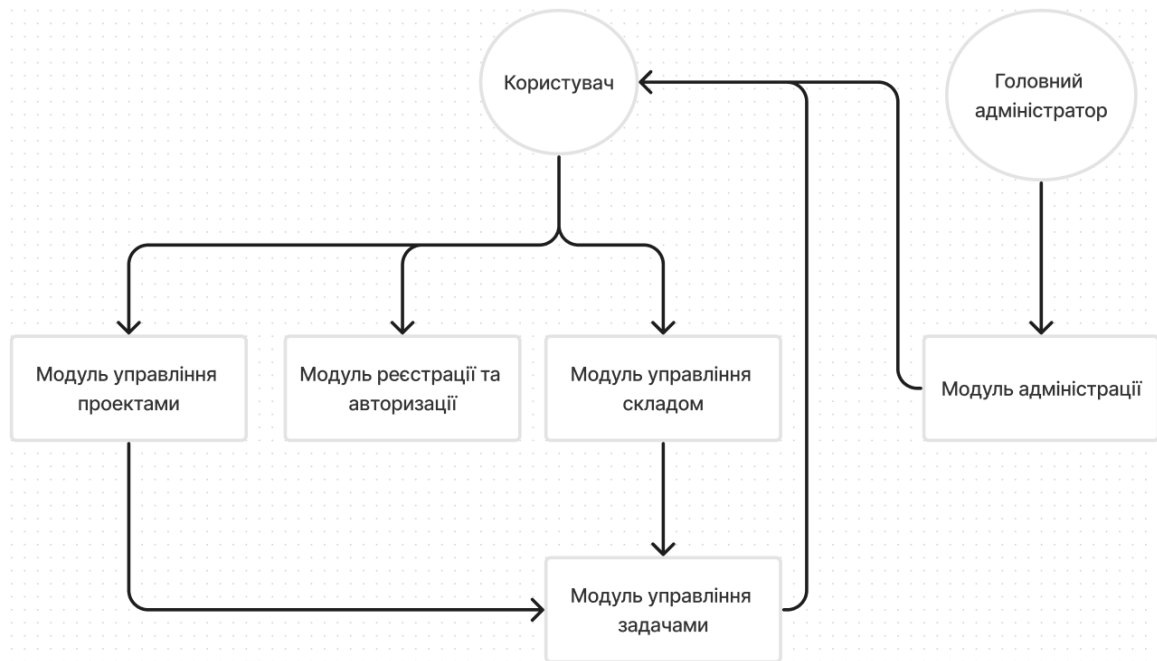 Користувач
Головний
адміністратор
Модуль управління
проектами
Модуль реєстрації та
авторизації
Модуль управління
складом
Модуль адміністрації
Модуль управління
задачами